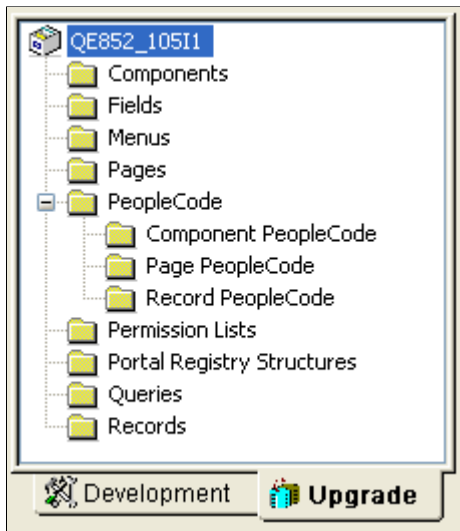 QE852_105I1
Components
Fields
Menus
Pages
PeopleCode
Component PeopleCode
Page PeopleCode
Record PeopleCode
Permission Lists
Portal Registry Structures
Queries
Records
Development Upgrade